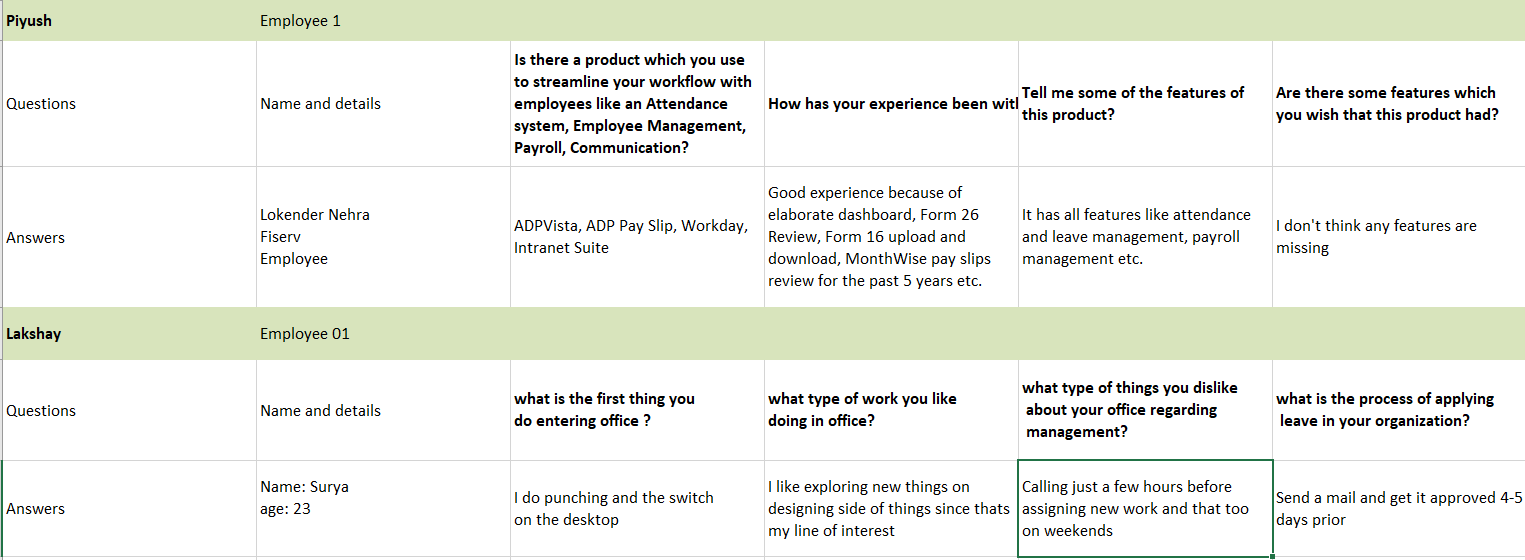 Piyush
Employee 1
Questions
Name and details
Is there a product which you use
to streamline your workflow with
employees like an Attendance
system, Employee Management,
Payroll, Communication?
How has your experience been with
Tell me some of the features of
this product?
Are there some features which
you wish that this product had?
Answers
Lokender Nehra
Fiserv
Employee
ADPVista, ADP Pay Slip, Workday,
Intranet Suite
Good experience because of
elaborate dashboard, Form 26
Review, Form 16 upload and
download, MonthWise pay slips
review for the past 5 years etc.
It has all features like attendance
and leave management, payroll
management etc.
I don't think any features are
missing
Lakshay
Employee 01
Questions
Name and details
what is the first thing you
do entering office ?
what type of work you like
doing in office?
what type of things you dislike
about your office regarding
management?
what is the process of applying
leave in your organization?
Answers
Name: Surya
age: 23
I do punching and the switch
on the desktop
I like exploring new things on
designing side of things since thats
my line of interest
Calling just a few hours before
assigning new work and that too
on weekends
Send a mail and get it approved 4-5
days prior